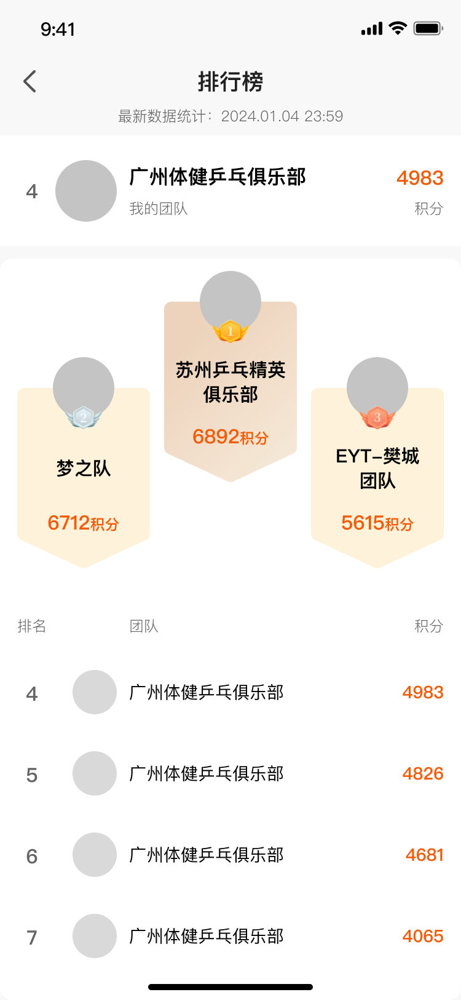 9:41
排行榜
最新数据统计：2024.01.04 23:59
4
广州体健乒乓俱乐部
4983
我的团队
积分
1
苏州乒乓精英
俱乐部
6892积分
2
梦之队
6712积分
3
EYT-樊城
团队
5615积分
排名 团队 积分
4 广州体健乒乓俱乐部 4983
5 广州体健乒乓俱乐部 4826
6 广州体健乒乓俱乐部 4681
7 广州体健乒乓俱乐部 4065